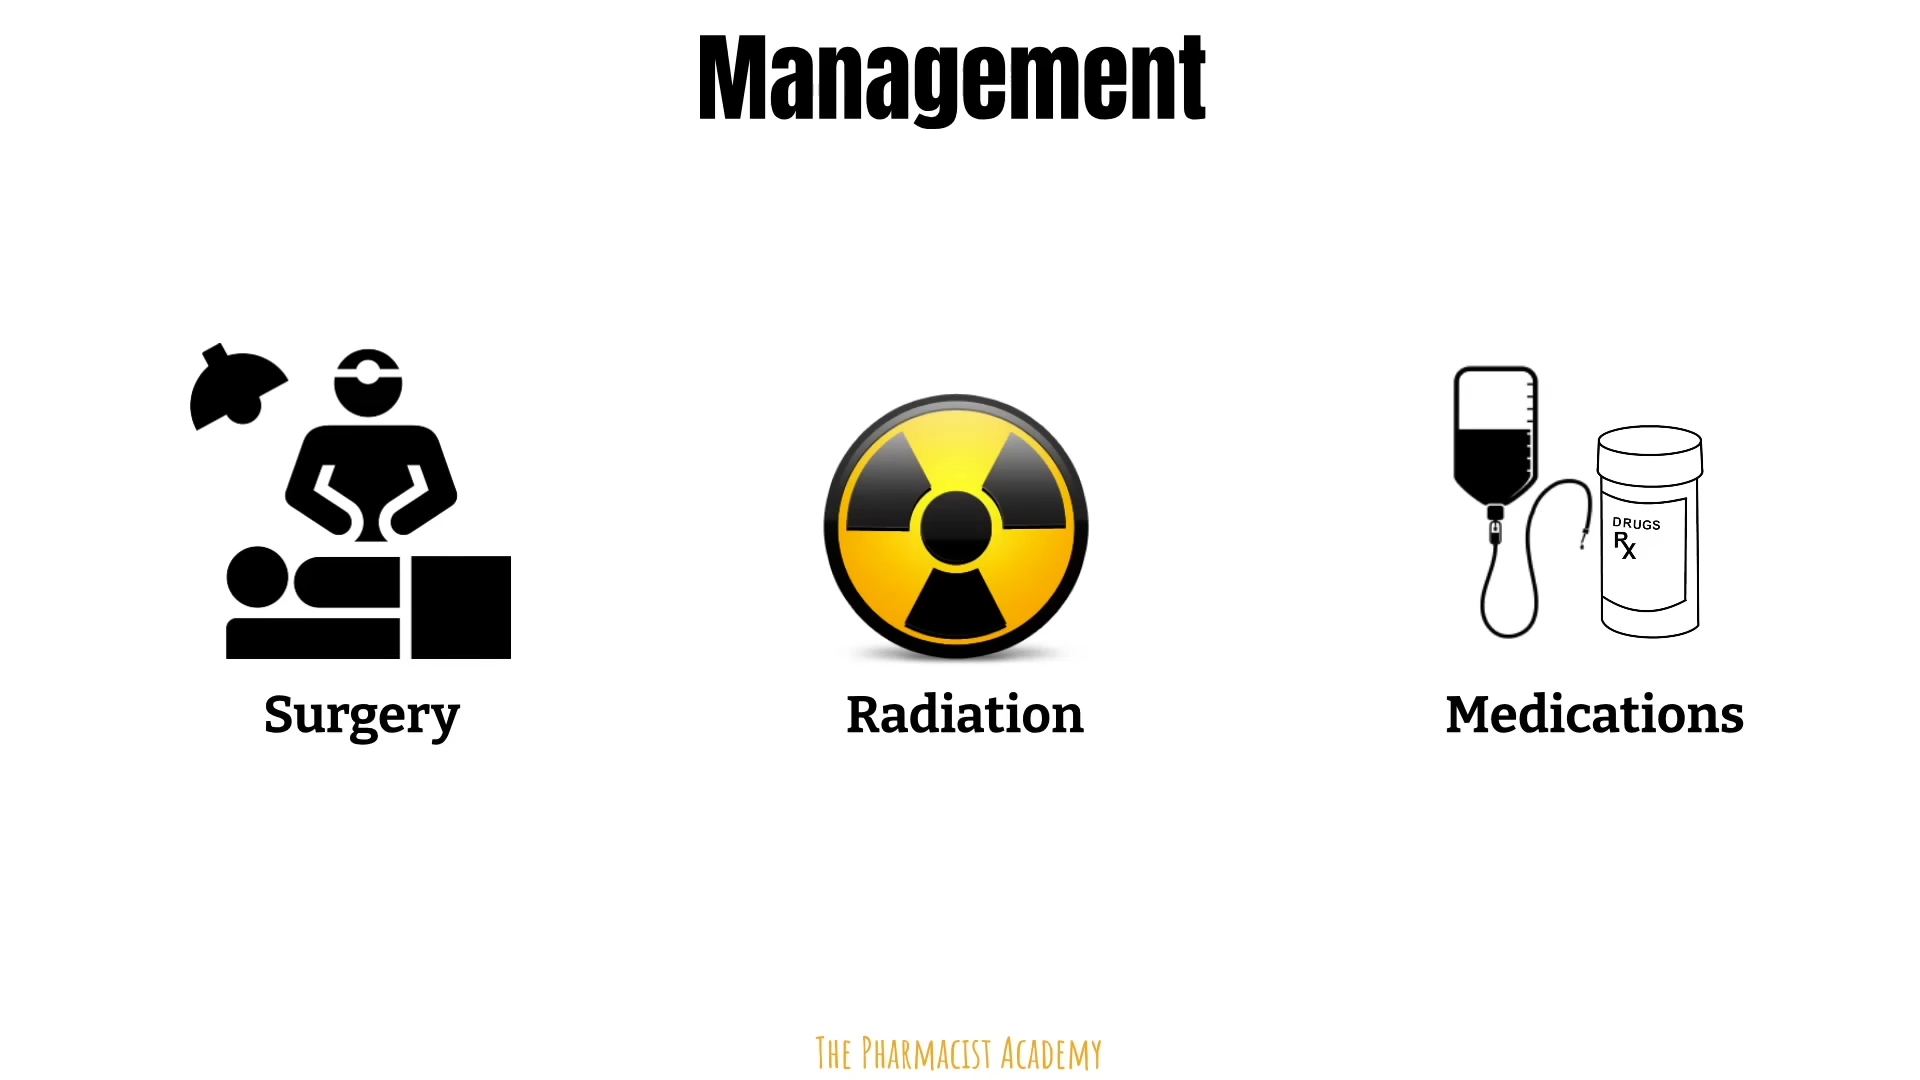 Management
DRUGS
Rx
Surgery
Radiation
Medications
The Pharmacist Academy